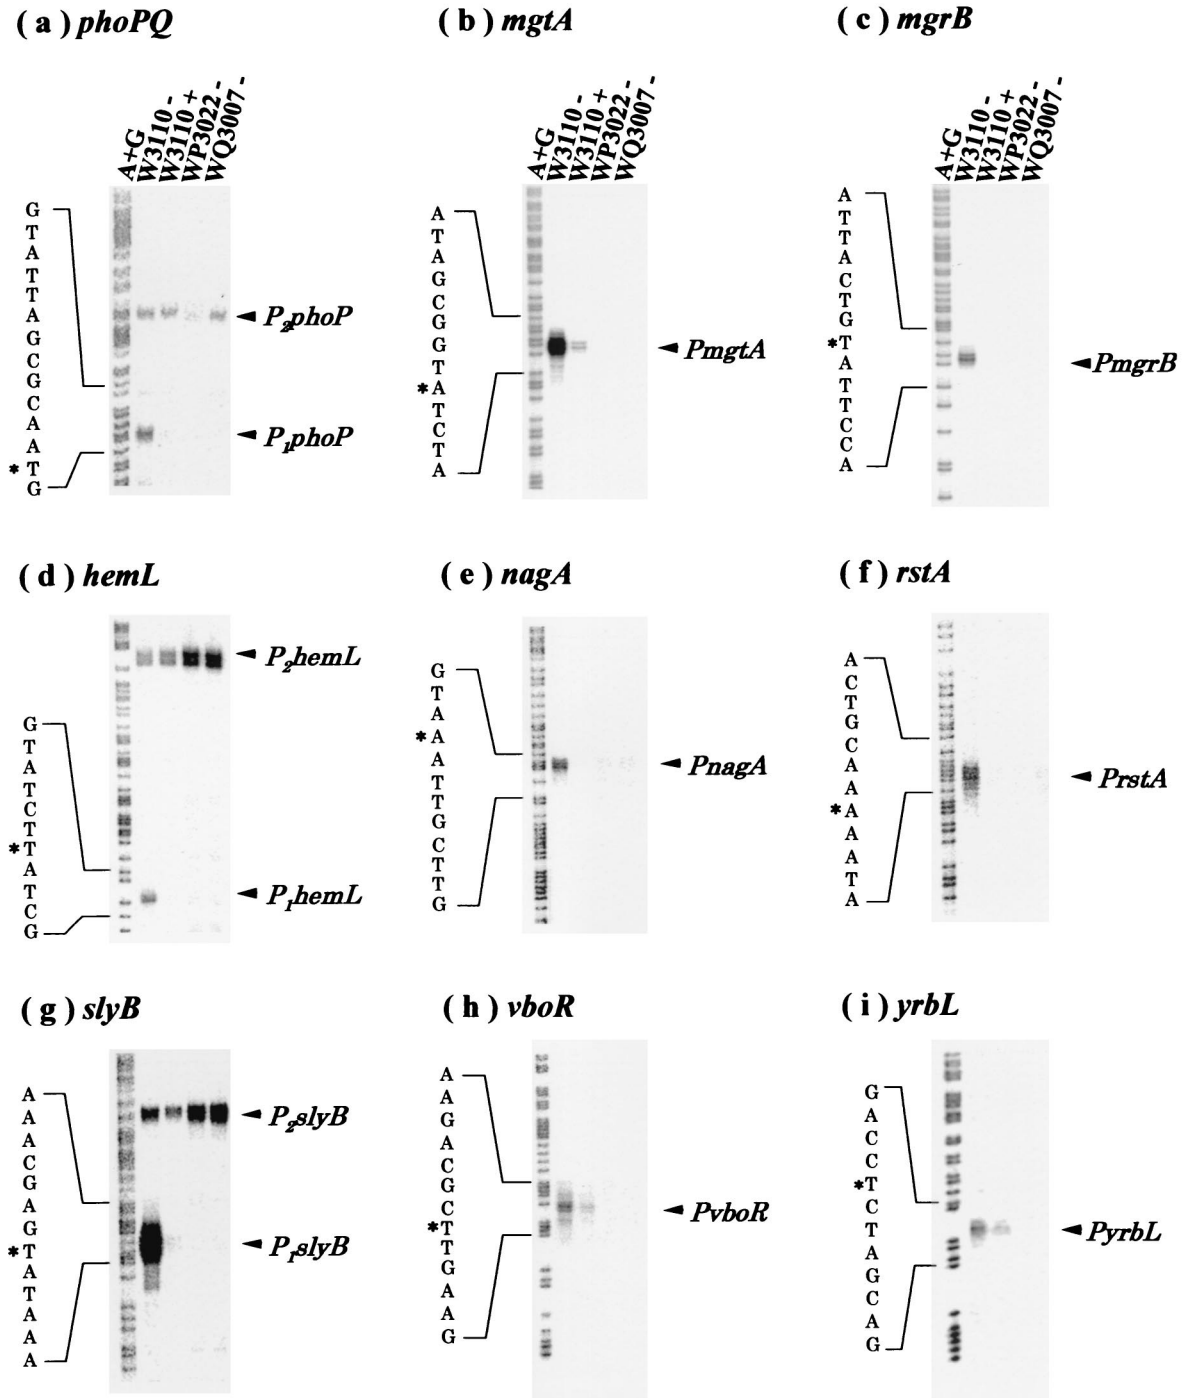 ( a ) phoPQ
A+G
W3110 -
W3110 +
WP3022 -
WQ3007 -
G
T
A
T
T
A
G
C
G
C
A
A
* T
G
P2phoP
P1phoP
( b ) mgtA
A+G
W3110 -
W3110 +
WP3022 -
WQ3007 -
A
T
A
G
C
G
G
T
* A
T
C
T
A
PmgtA
( c ) mgrB
A+G
W3110 -
W3110 +
WP3022 -
WQ3007 -
A
T
T
A
C
T
G
* T
A
T
T
C
C
A
PmgrB
( d ) hemL
G
T
A
T
C
T
* T
A
T
C
G
P2hemL
P1hemL
( e ) nagA
G
T
A
* A
A
T
T
G
C
T
T
G
PnagA
( f ) rstA
A
C
T
G
C
A
A
* A
A
A
T
A
PrstA
( g ) slyB
A
A
A
C
G
A
G
* T
A
T
A
A
A
P2slyB
P1slyB
( h ) vboR
A
A
G
A
C
G
C
* T
T
G
A
A
G
PvboR
( i ) yrbL
G
A
C
C
* T
C
T
A
G
C
A
G
PyrbL